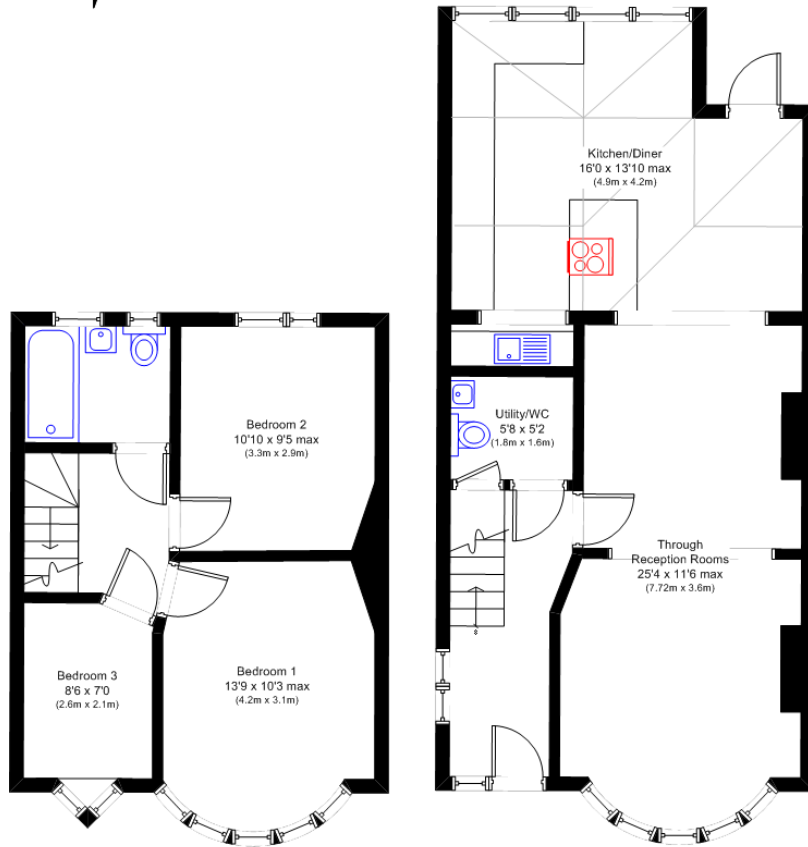 Kitchen/Diner
16'0 x 13'10 max
(4.9m x 4.2m)
Bedroom 2
10'10 x 9'5 max
(3.3m x 2.9m)
Utility/WC
5'8 x 5'2
(1.8m x 1.6m)
Through
Reception Rooms
25'4 x 11'6 max
(7.72m x 3.6m)
Bedroom 3
8'6 x 7'0
(2.6m x 2.1m)
Bedroom 1
13'9 x 10'3 max
(4.2m x 3.1m)